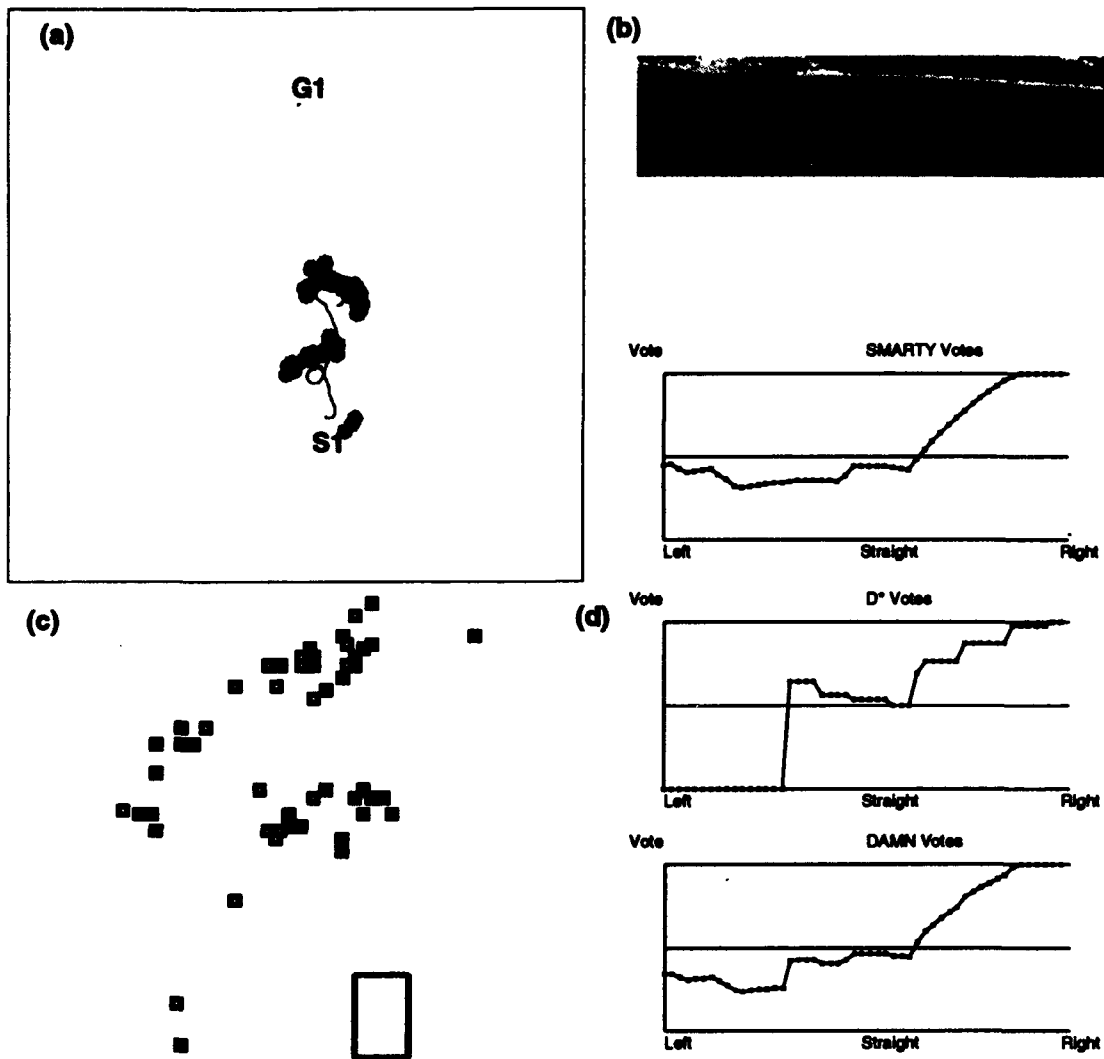 (a)
G1
S1
(b)
Vote SMARTY Votes
Left Straight Right
(c)
(d)
Vote D* Votes
Left Straight Right
Vote DAMN Votes
Left Straight Right